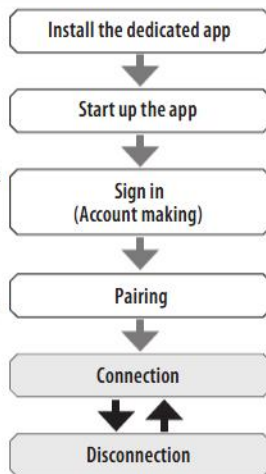 Install the dedicated app
Start up the app
Sign in
(Account making)
Pairing
Connection
Disconnection